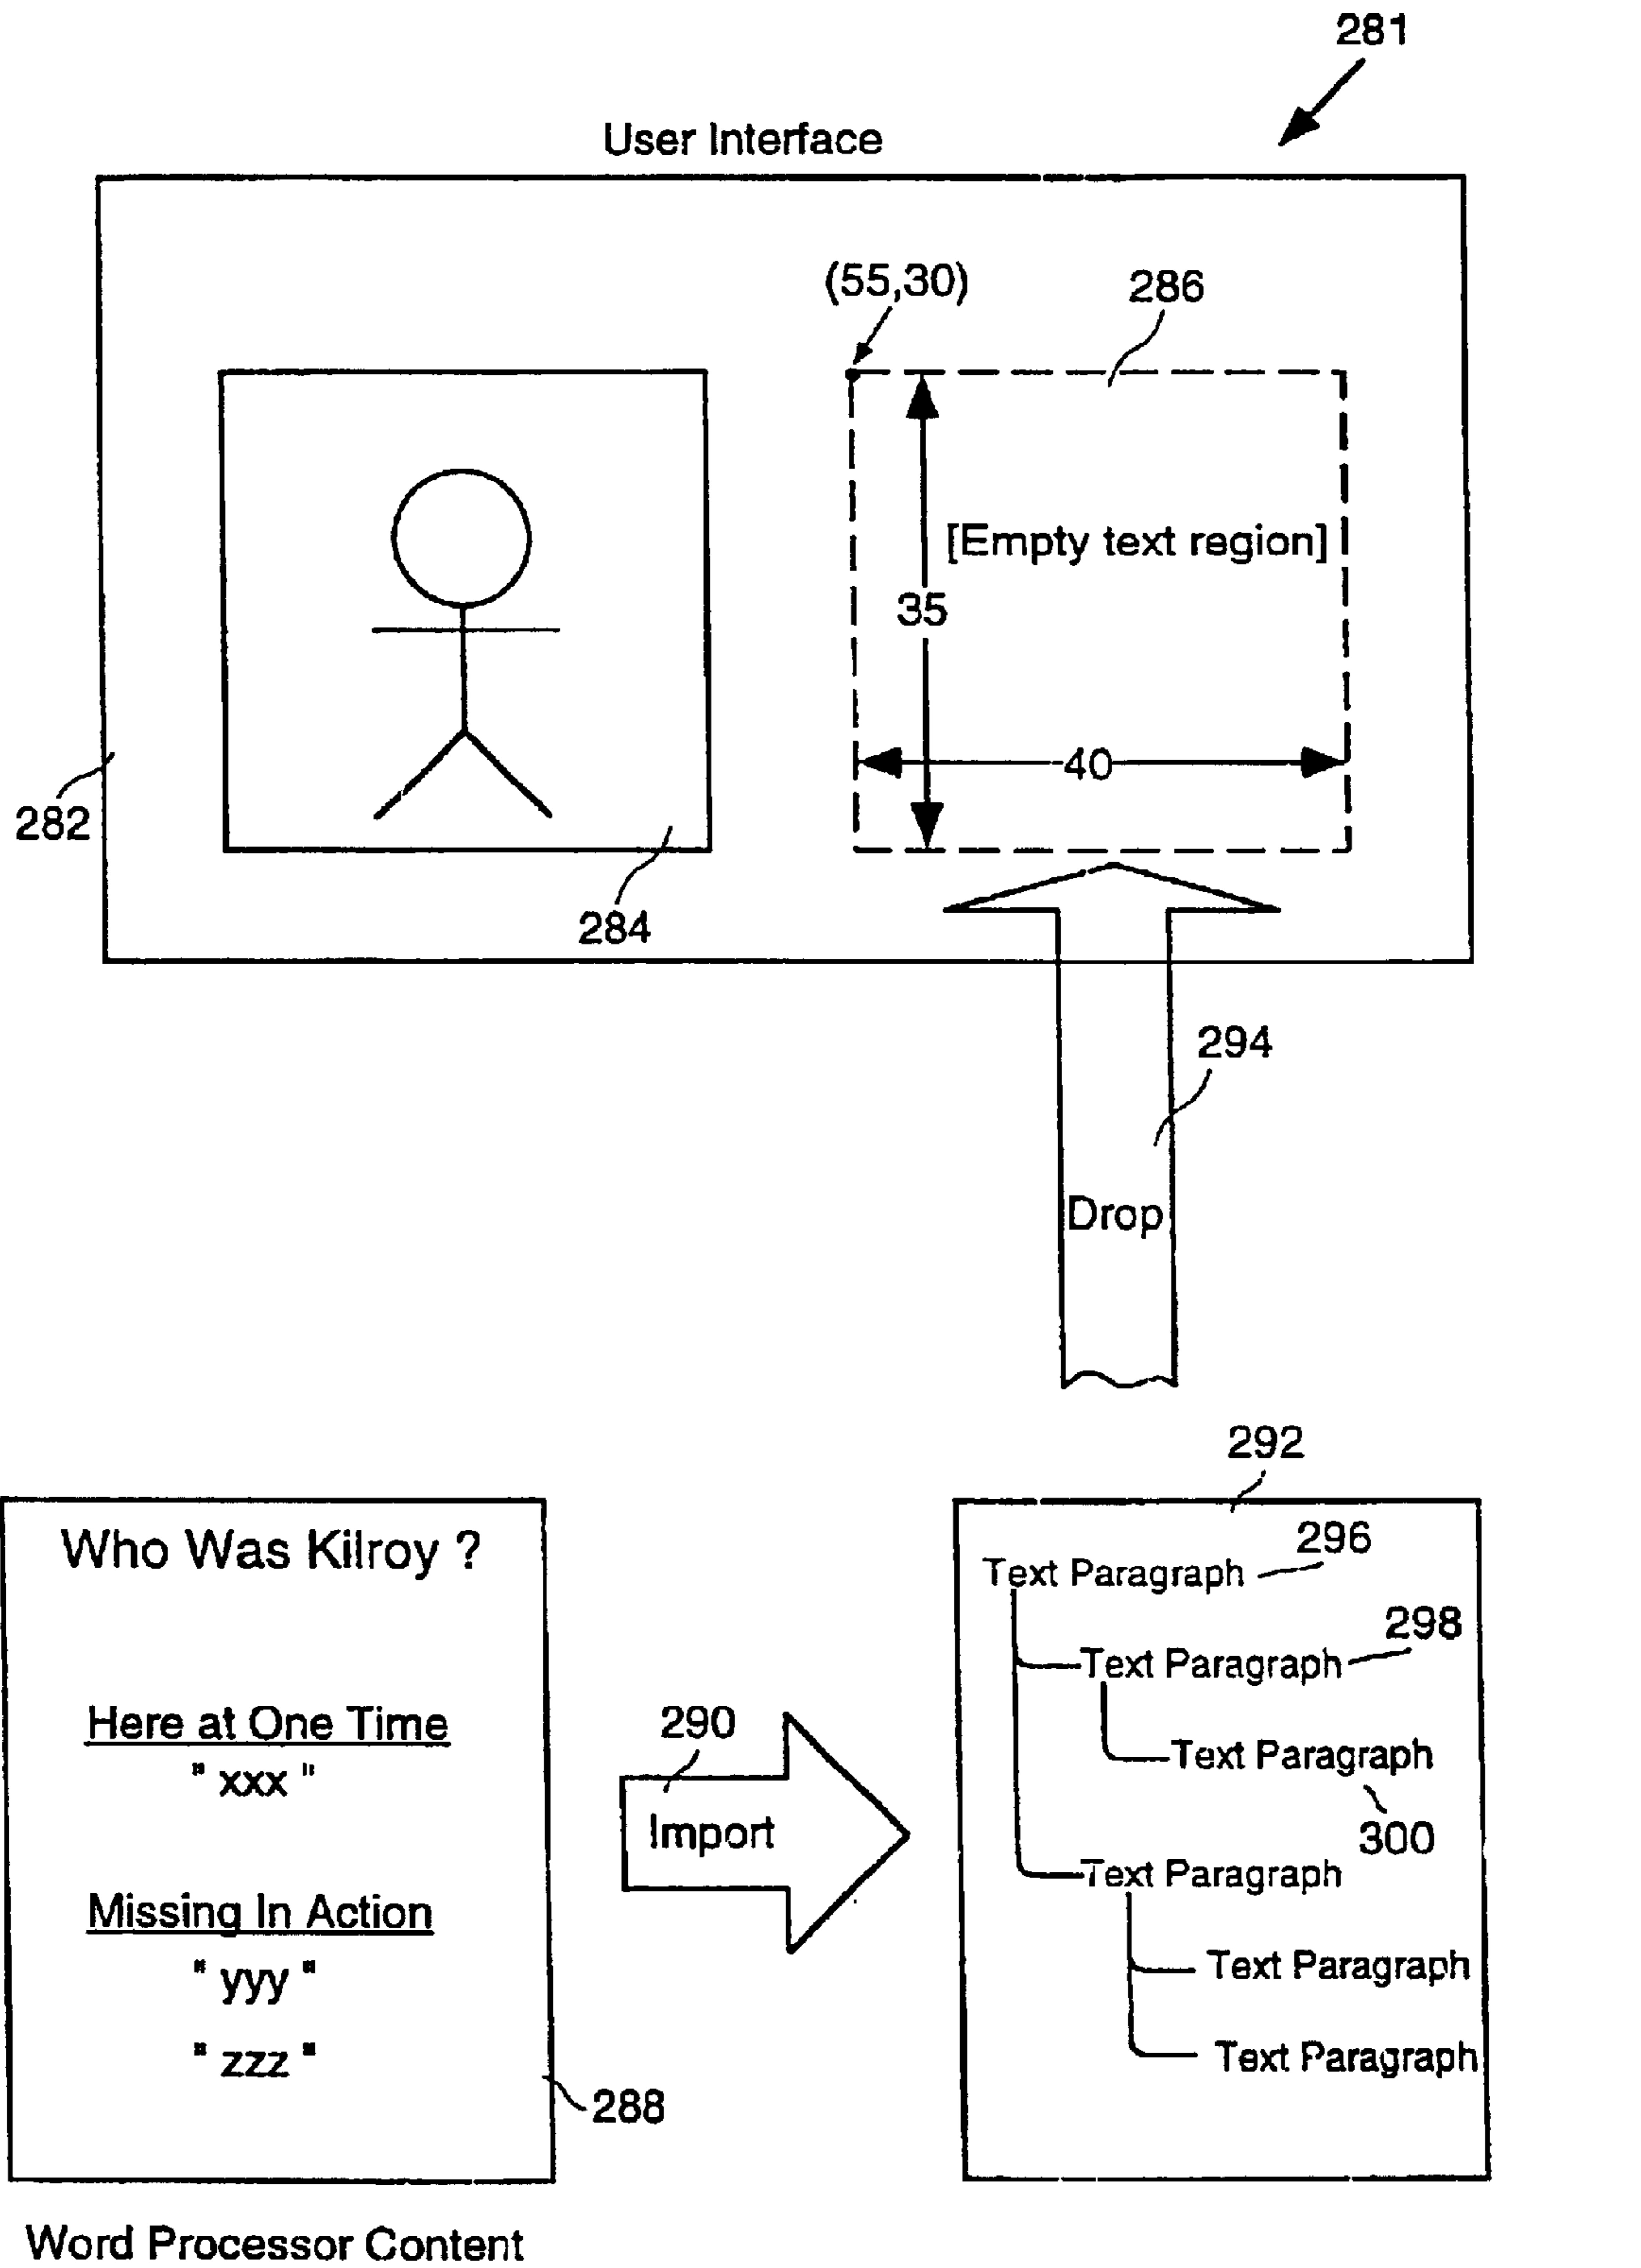 281
User Interface
(55,30)
286
[Empty text region]
35
40
282
284
294
Drop
292
Who Was Kilroy ?
Here at One Time
" xxx "
Missing In Action
" yyy "
" zzz "
288
Word Processor Content
290
Import
296
Text Paragraph
298
Text Paragraph
Text Paragraph
300
Text Paragraph
Text Paragraph
Text Paragraph